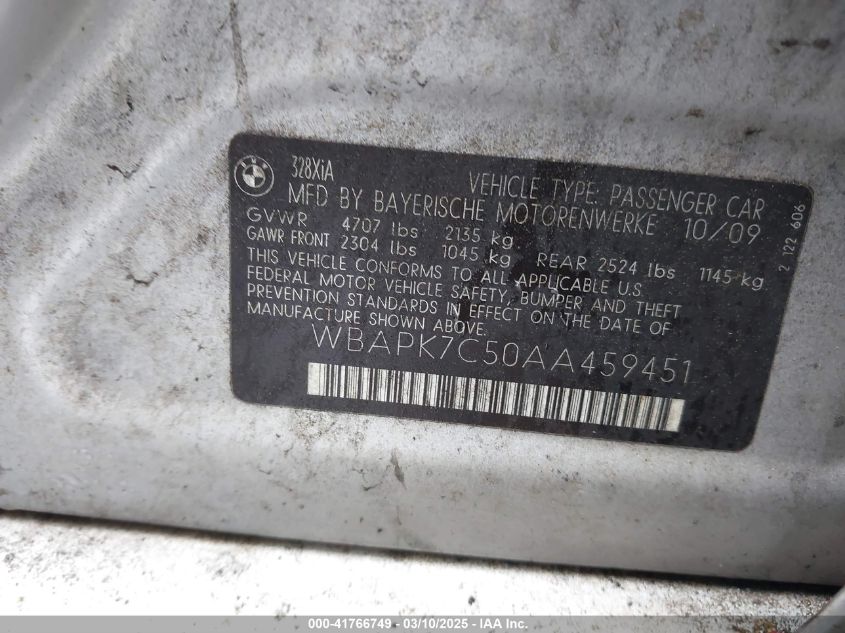 BMW
328XiA
VEHICLE TYPE: PASSENGER CAR
MFD BY BAYERISCHE MOTORENWERKE 10/09
GVWR 4707 lbs 2135 kg
GAWR FRONT 2304 lbs 1045 kg REAR 2524 lbs 1145 kg
THIS VEHICLE CONFORMS TO ALL APPLICABLE U.S.
FEDERAL MOTOR VEHICLE SAFETY, BUMPER AND THEFT
PREVENTION STANDARDS IN EFFECT ON THE DATE OF
MANUFACTURE SHOWN ABOVE.
WBAPK7C50AA459451
2 122 606
000-41766749 | 03/10/2025 - IAA Inc.